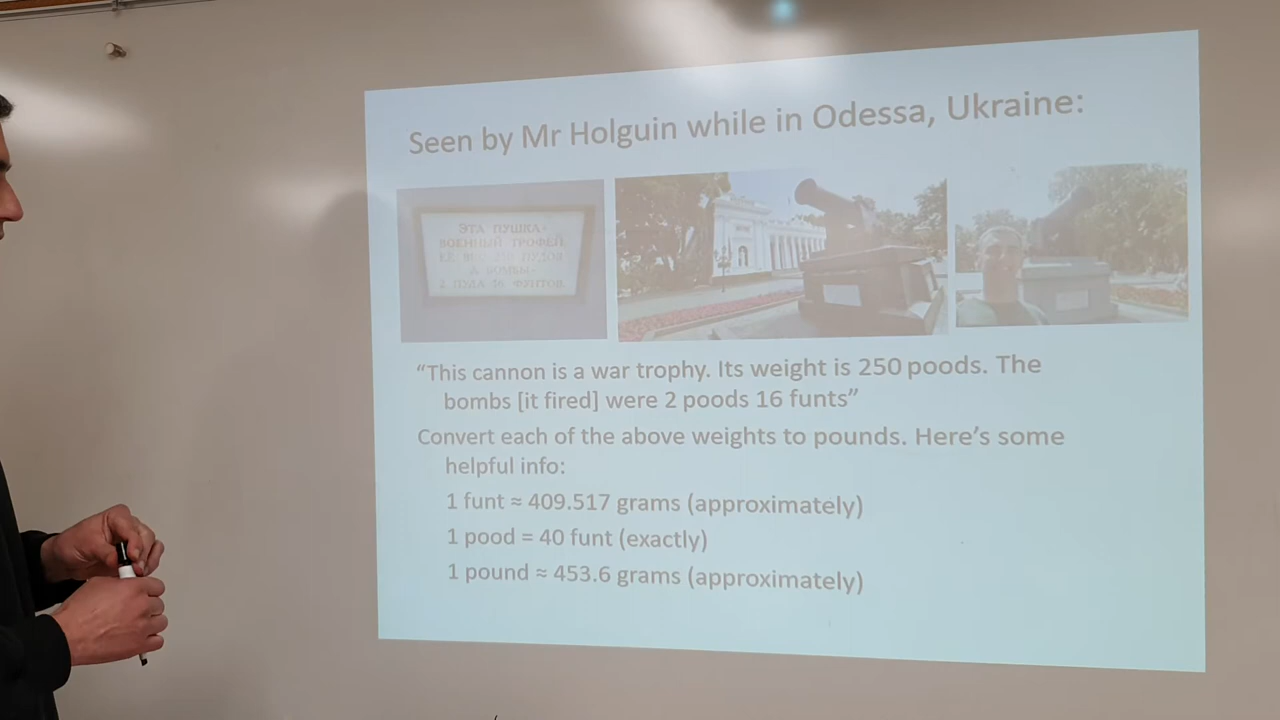 Seen by Mr Holguin while in Odessa, Ukraine:
ЭТА ПУШКА-
ВОЕННЫЙ ТРОФЕЙ
ПУДОВ
А БОМБЫ-
2 ПУДА 16 ФУНТОВ.
“This cannon is a war trophy. Its weight is 250 poods. The
bombs [it fired] were 2 poods 16 funts”
Convert each of the above weights to pounds. Here’s some
helpful info:
1 funt ≈ 409.517 grams (approximately)
1 pood = 40 funt (exactly)
1 pound ≈ 453.6 grams (approximately)